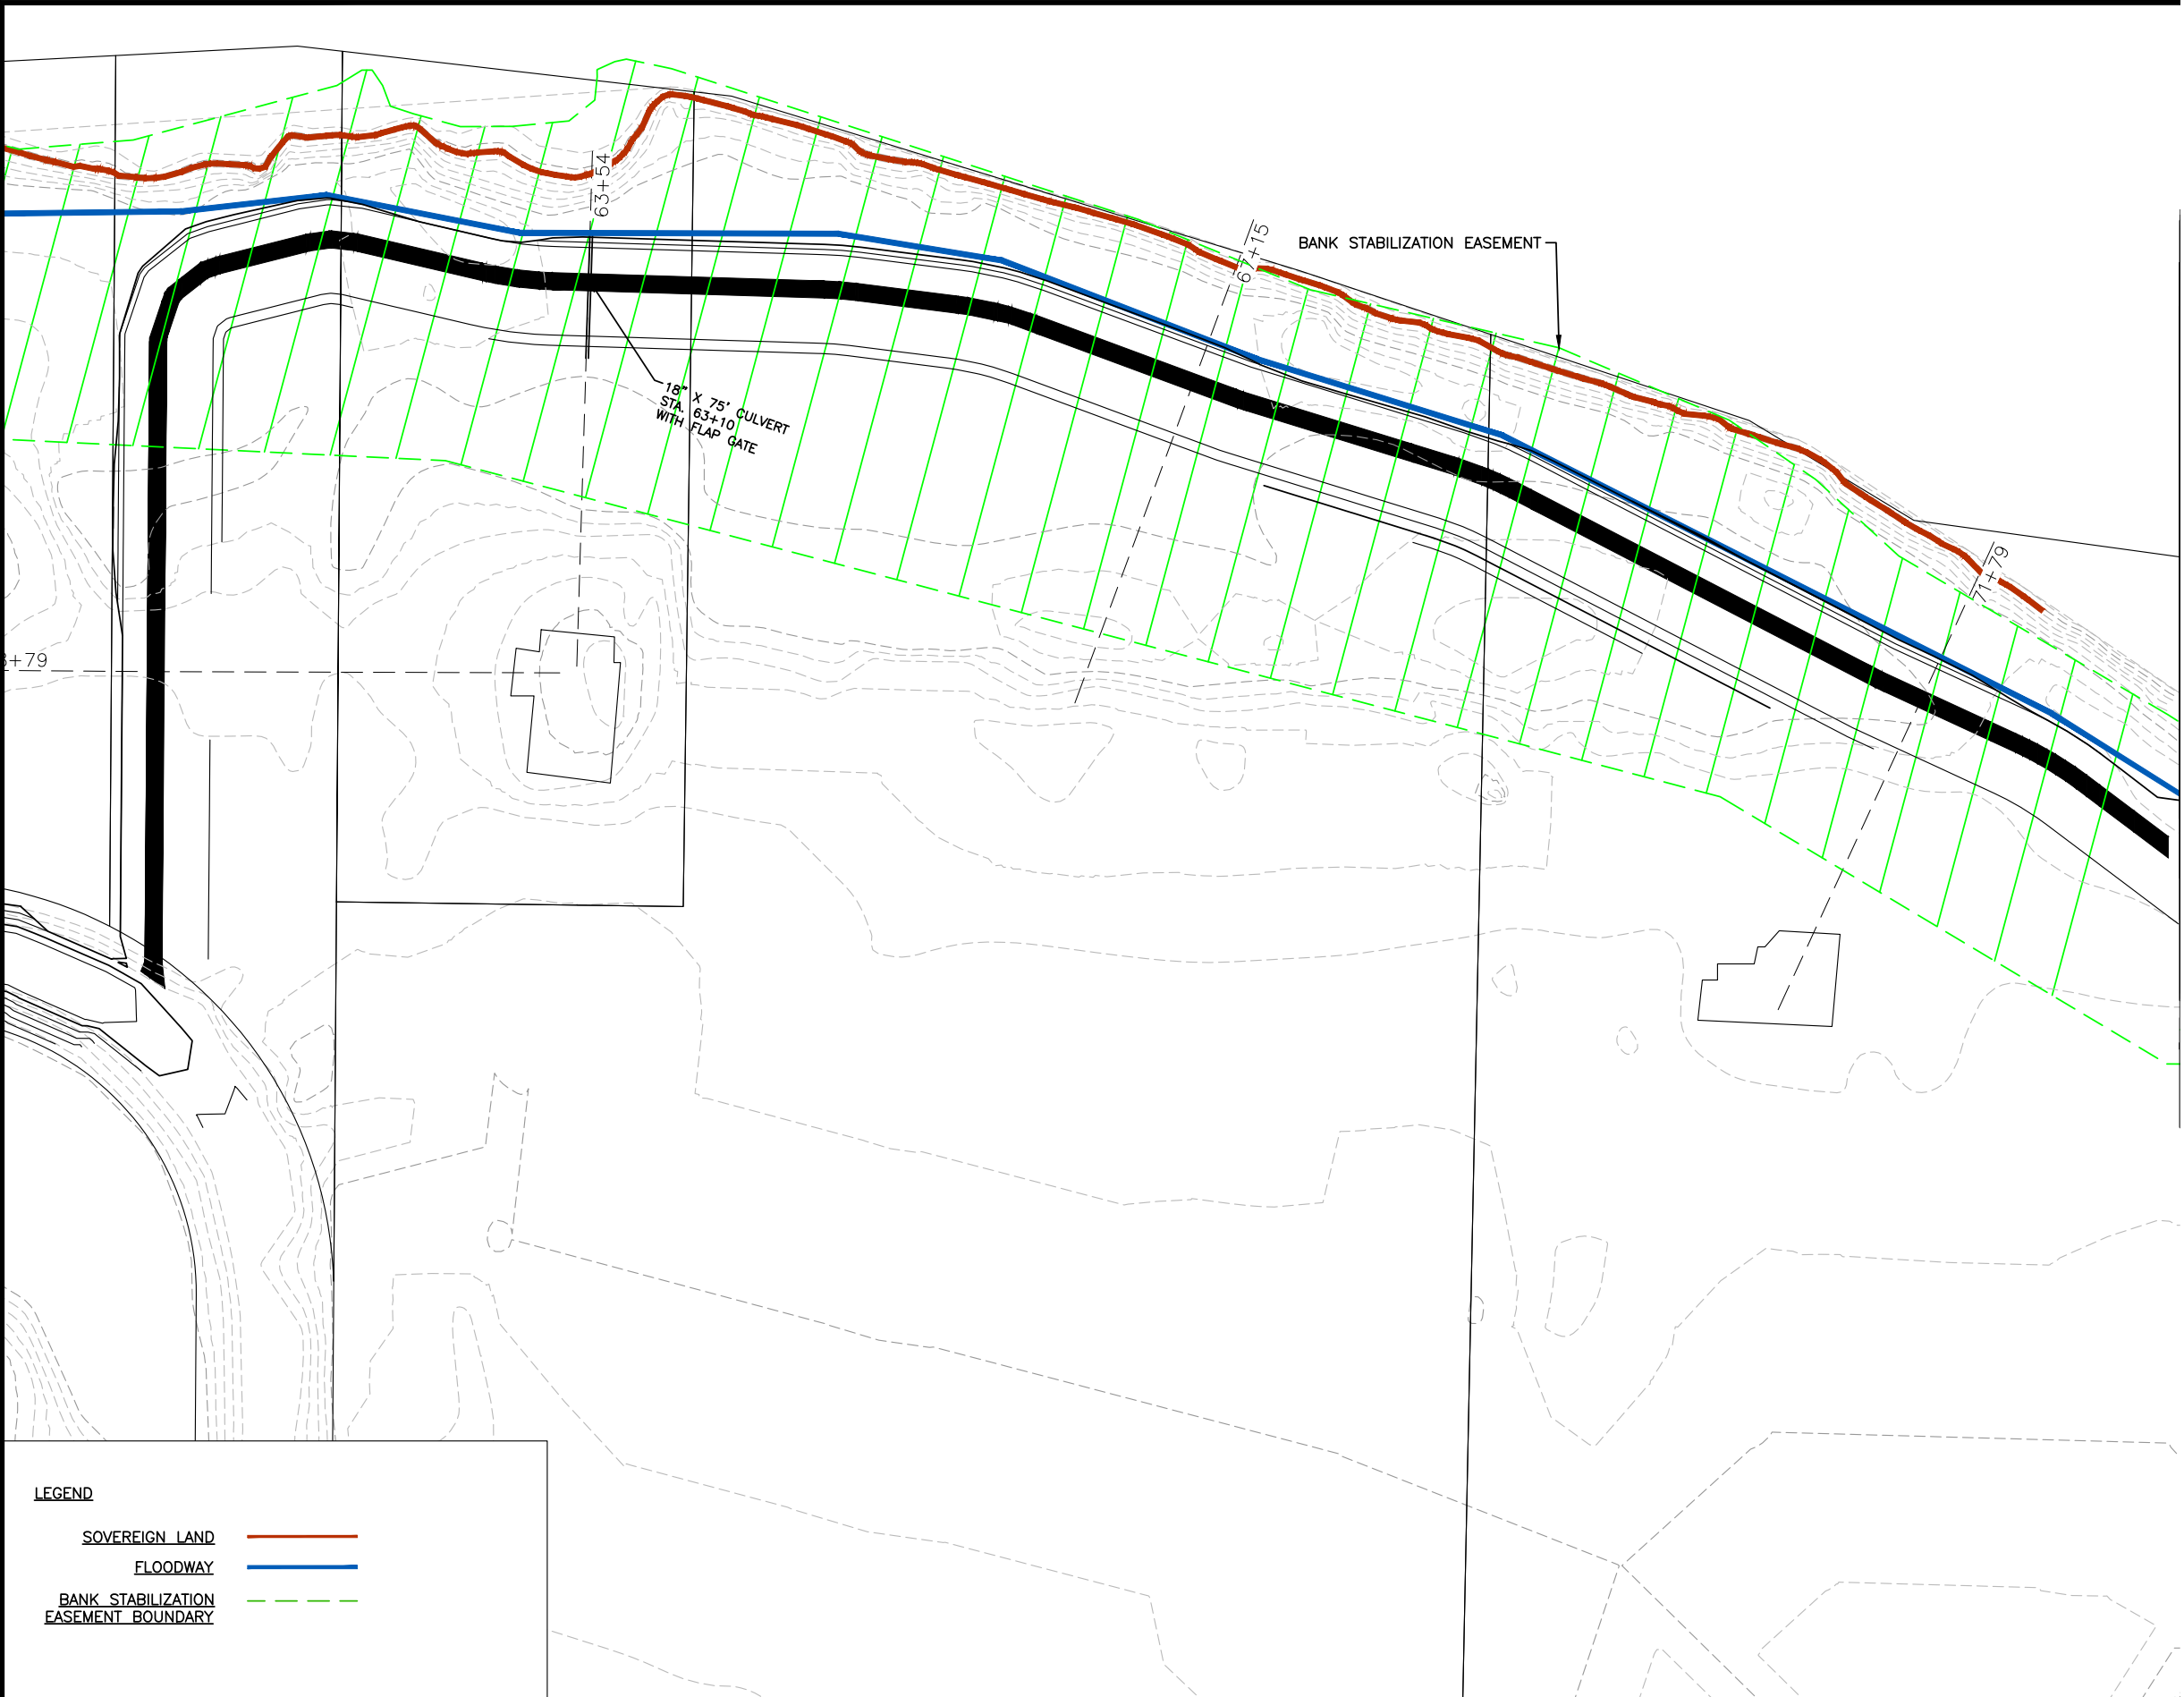 63+54
67+15
BANK STABILIZATION EASEMENT
18" X 75' CULVERT
STA. 63+10
WITH FLAP GATE
71+79
+79
LEGEND
SOVEREIGN LAND
FLOODWAY
BANK STABILIZATION
EASEMENT BOUNDARY